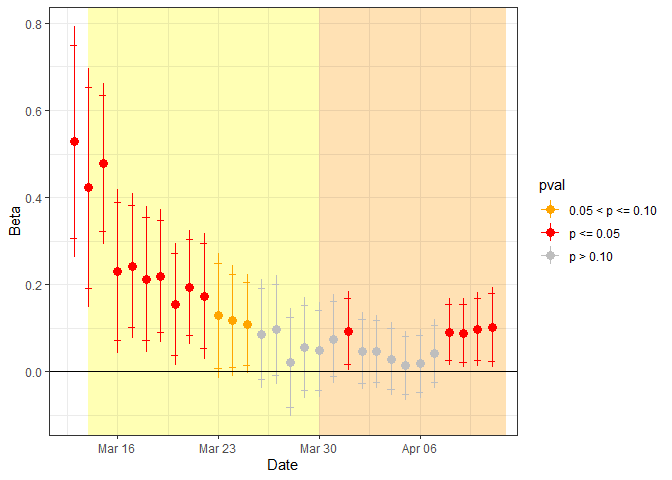 0.8
0.6
0.4
0.2
0.0
Beta
Mar 16
Mar 23
Mar 30
Apr 06
Date
pval
0.05 < p <= 0.10
p <= 0.05
p > 0.10